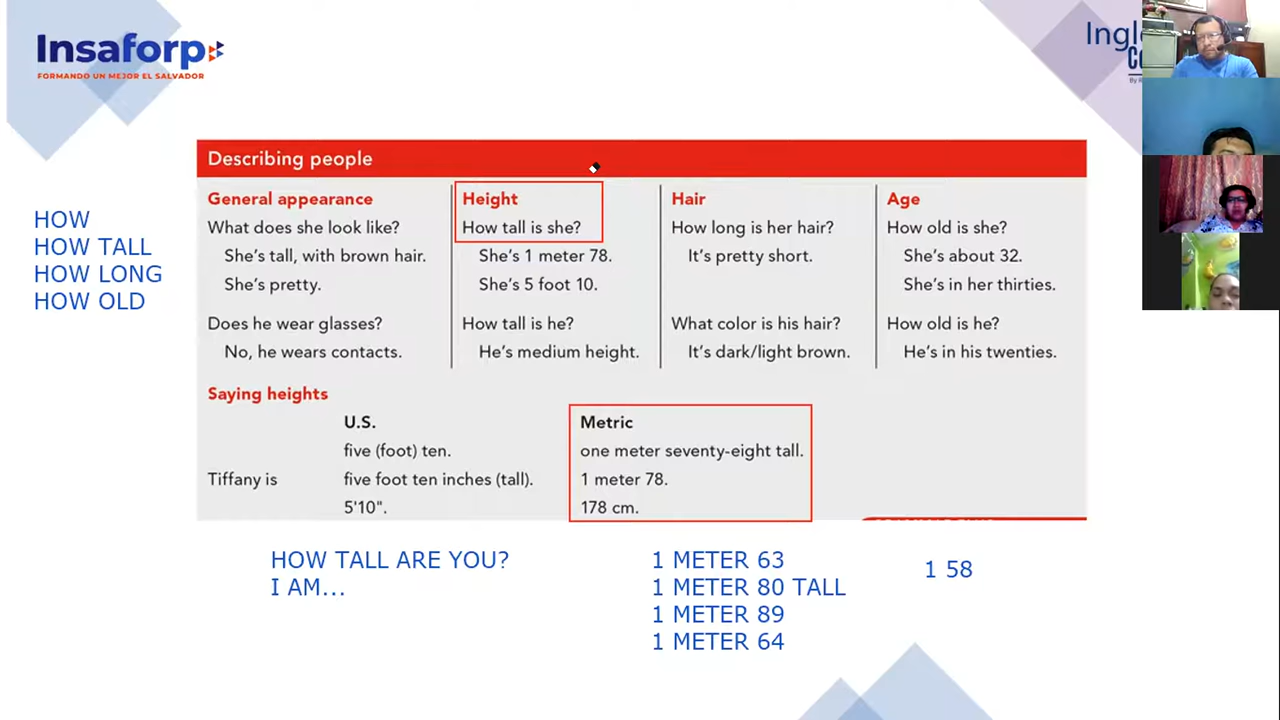 Insaforp
FORMANDO UN MEJOR EL SALVADOR
Describing people
General appearance
What does she look like?
She's tall, with brown hair.
She's pretty.
Does he wear glasses?
No, he wears contacts.
Height
How tall is she?
She's 1 meter 78.
She's 5 foot 10.
How tall is he?
He's medium height.
Hair
How long is her hair?
It's pretty short.
What color is his hair?
It's dark/light brown.
Age
How old is she?
She's about 32.
She's in her thirties.
How old is he?
He's in his twenties.
Saying heights
U.S.
five (foot) ten.
Tiffany is five foot ten inches (tall).
5'10".
Metric
one meter seventy-eight tall.
1 meter 78.
178 cm.
HOW
HOW TALL
HOW LONG
HOW OLD
HOW TALL ARE YOU?
I AM...
1 METER 63
1 METER 80 TALL
1 METER 89
1 METER 64
1 58